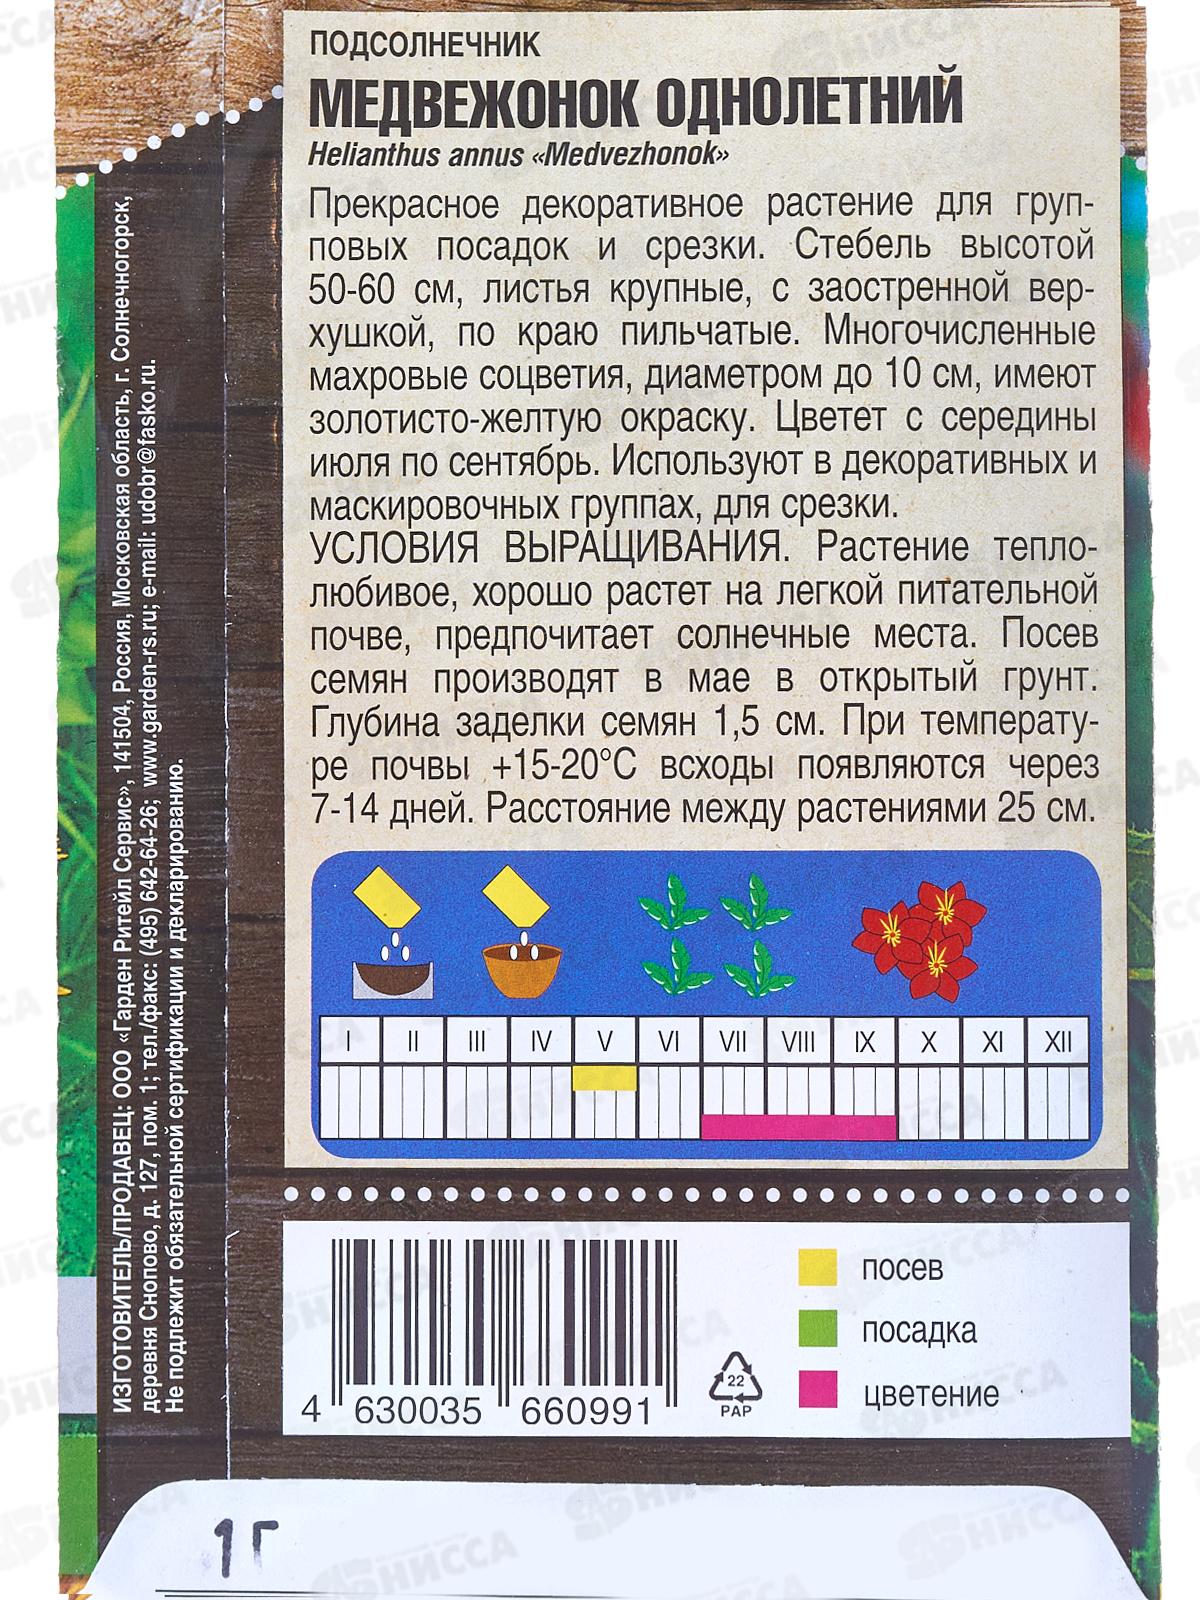 ПОДСОЛНЕЧНИК
МЕДВЕЖОНОК ОДНОЛЕТНИЙ
Helianthus annus «Medvezhonok»
Прекрасное декоративное растение для груп-
повых посадок и срезки. Стебель высотой
50-60 см, листья крупные, с заостренной вер-
хушкой, по краю пильчатые. Многочисленные
махровые соцветия, диаметром до 10 см, имеют
золотисто-желтую окраску. Цветет с середины
июля по сентябрь. Используют в декоративных и
маскировочных группах, для срезки.
УСЛОВИЯ ВЫРАЩИВАНИЯ. Растение тепло-
любивое, хорошо растет на легкой питательной
почве, предпочитает солнечные места. Посев
семян производят в мае в открытый грунт.
Глубина заделки семян 1,5 см. При температу-
ре почвы +15-20°С всходы появляются через
7-14 дней. Расстояние между растениями 25 см.
I II III IV V VI VII VIII IX X XI XII
посев
посадка
цветение
22
PAP
4 630035 660991
ИЗГОТОВИТЕЛЬ/ПРОДАВЕЦ: ООО «Гарден Ритейл Сервис», 141504, Россия, Московская область, г. Солнечногорск,
деревня Снопово, д. 127, пом. 1; тел./факс: (495) 642-64-26; www.garden-rs.ru; e-mail: udobr@fasko.ru.
Не подлежит обязательной сертификации и декларированию.
1Г